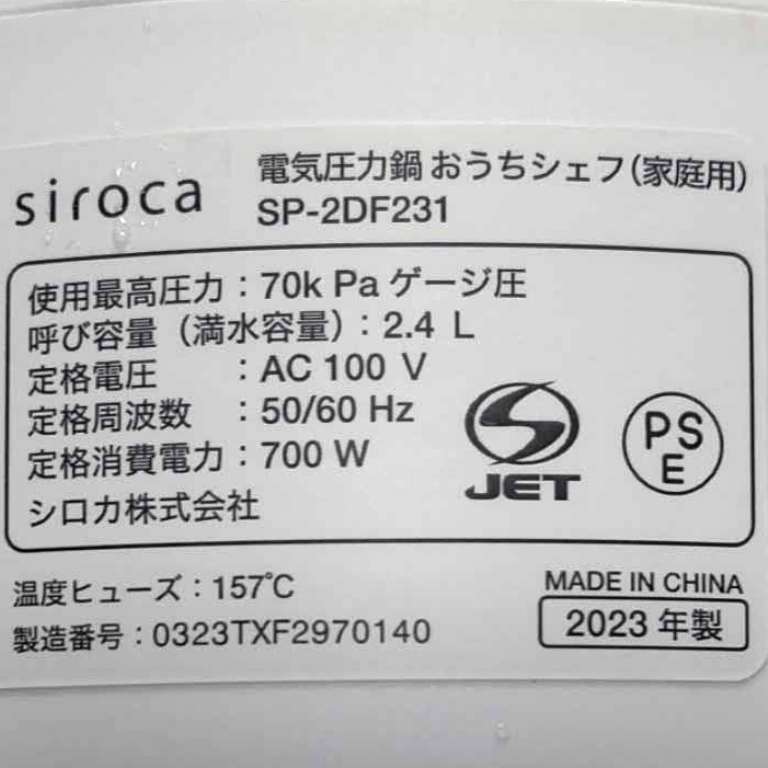 siroca
電気圧力鍋 おうちシェフ(家庭用)
SP-2DF231
使用最高圧力：70k Pa ゲージ圧
呼び容量（満水容量）：2.4 L
定格電圧　　：AC 100 V
定格周波数　：50/60 Hz
定格消費電力：700 W
シロカ株式会社
JET
PS
E
温度ヒューズ：157℃
製造番号：0323TXF2970140
MADE IN CHINA
2023 年製